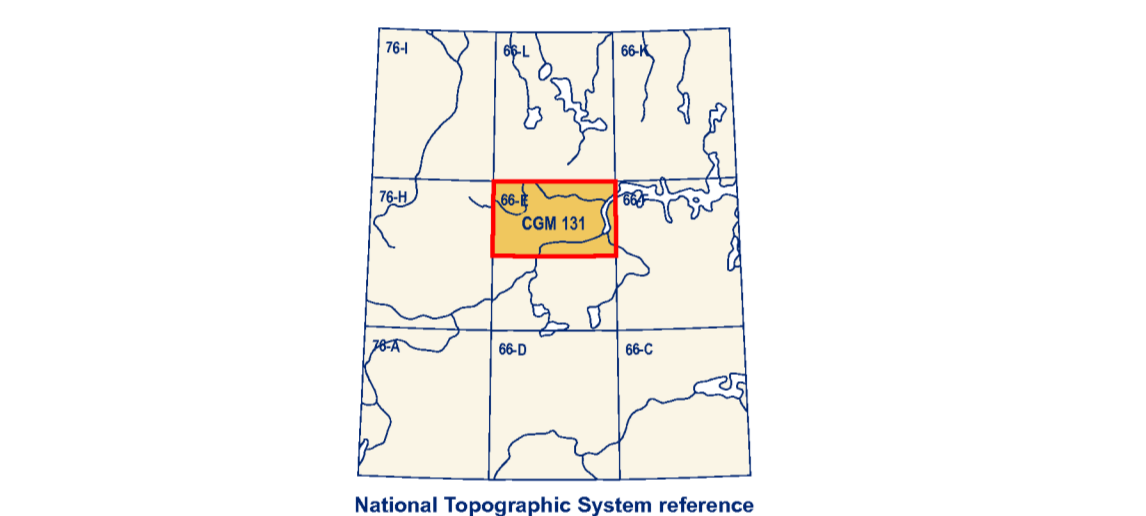 76-I
66-L
66-K
76-H
66-E
66-F
CGM 131
76-A
66-D
66-C
National Topographic System reference